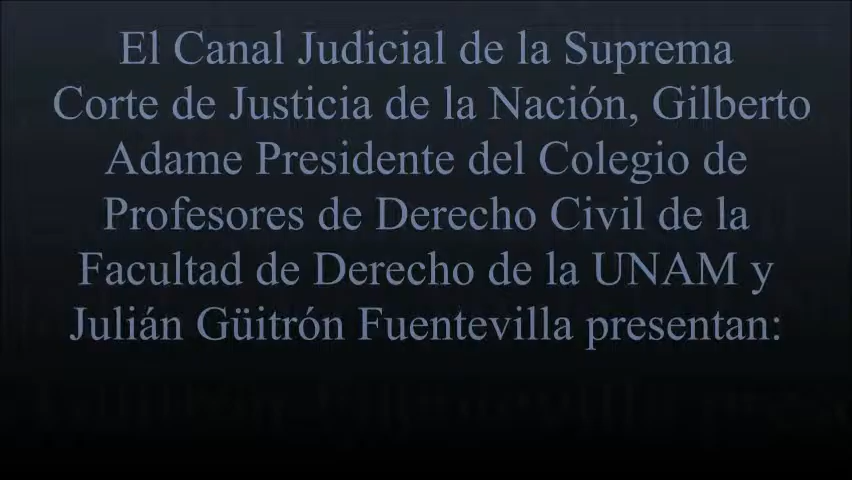 El Canal Judicial de la Suprema
Corte de Justicia de la Nación, Gilberto
Adame Presidente del Colegio de
Profesores de Derecho Civil de la
Facultad de Derecho de la UNAM y
Julián Güitrón Fuentevilla presentan: